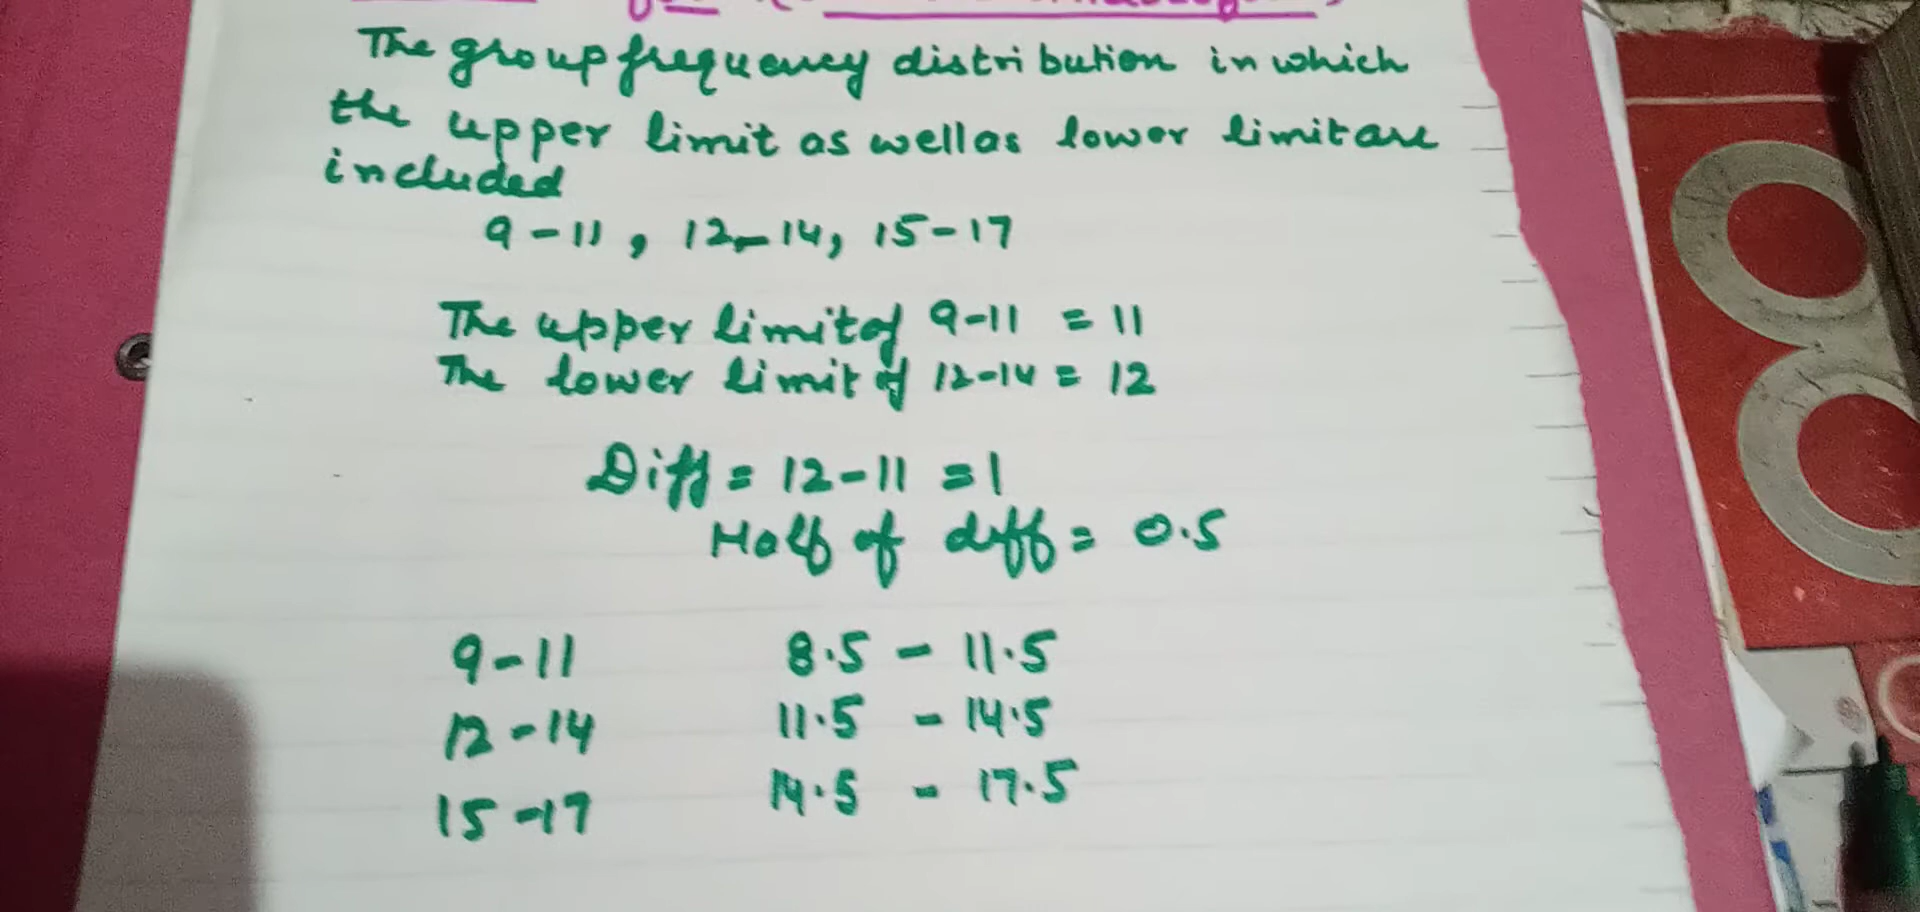 The group frequency distribution in which
the upper limit as well as lower limit are
included
9-11, 12-14, 15-17
The upper limit of 9-11 = 11
The lower limit of 12-14 = 12
Diff = 12-11 = 1
Half of diff = 0.5
9-11 8.5 - 11.5
12-14 11.5 - 14.5
15-17 14.5 - 17.5